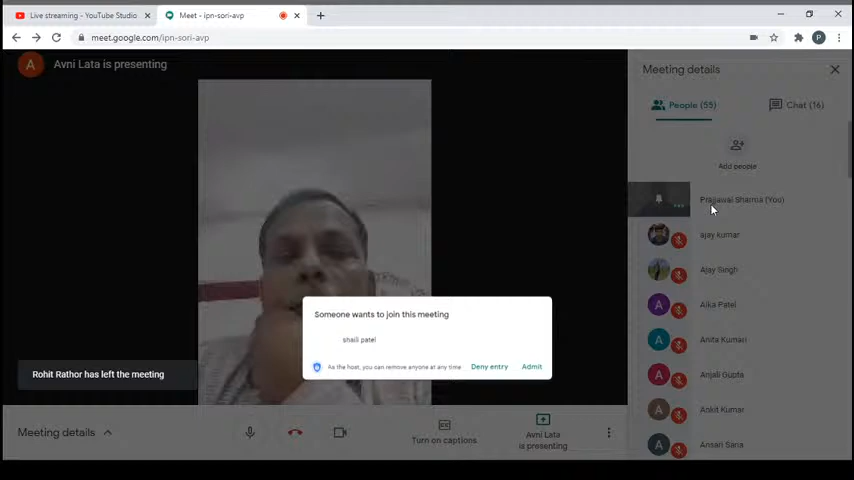 Live streaming - YouTube Studio
Meet - ipn-sori-avp
meet.google.com/ipn-sori-avp
P
A
Avni Lata is presenting
Meeting details
People (55)
Chat (16)
Add people
Prajjawal Sharma (You)
ajay kumar
Ajay Singh
A
Alka Patel
A
Anita Kumari
A
Anjali Gupta
A
Ankit Kumar
A
Ansari Sana
Someone wants to join this meeting
shaili patel
As the host, you can remove anyone at any time
Deny entry
Admit
Rohit Rathor has left the meeting
Meeting details
CC
Turn on captions
Avni Lata
is presenting